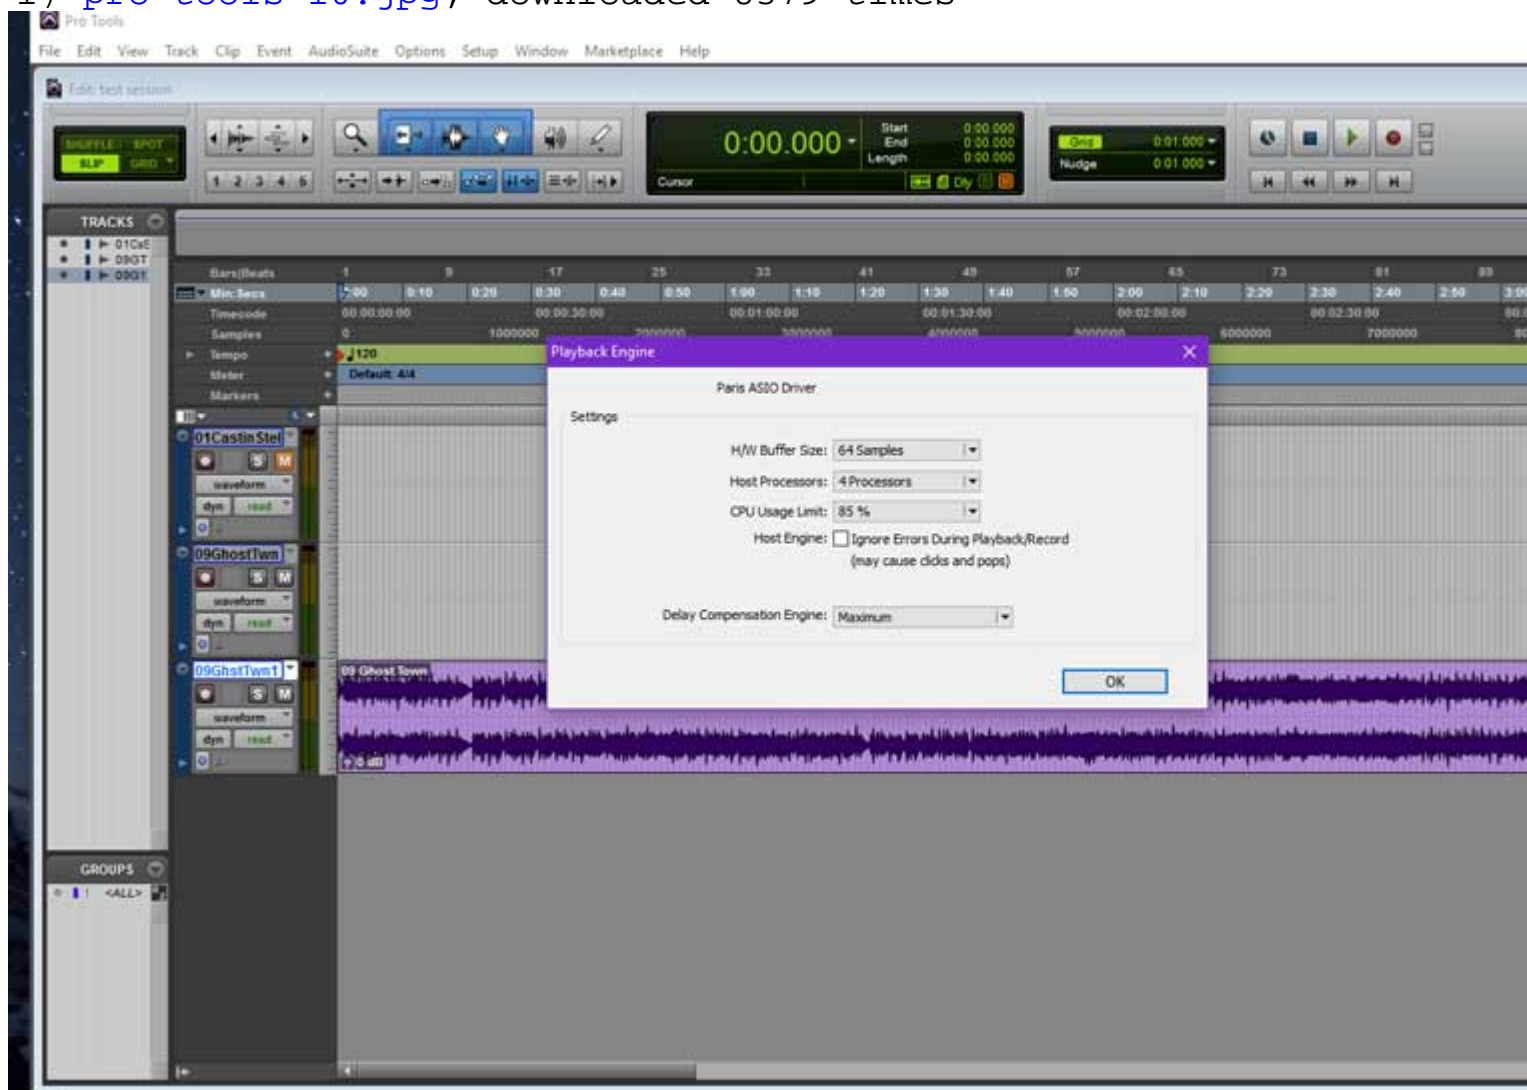 Pro Tools
File Edit View Track Clip Event AudioSuite Options Setup Window Marketplace Help
Edit: test session
SHUFFLE SPOT
SLIP GRID
1 2 3 4 5
0:00.000
Start 0:00.000
End 0:00.000
Length 0:00.000
Cursor
Dly
Grid 0:01.000
Nudge 0:01.000
TRACKS
01CaS
09GT
Bars|Beats 1 9 17 25 33 41 49 57 65 73 81 89
Min:Secs 0:10 0:20 0:30 0:40 0:50 1:00 1:10 1:20 1:30 1:40 1:50 2:00 2:10 2:20 2:30 2:40 2:50
Timecode 00:00:00:00 00:00:30:00 00:01:00:00 00:01:30:00 00:02:00:00 00:02:30:00
Samples 0 1000000 2000000 3000000 4000000 5000000 6000000 7000000
Tempo 120
Meter Default: 4/4
Markers
Playback Engine
Paris ASIO Driver
Settings
H/W Buffer Size: 64 Samples
Host Processors: 4 Processors
CPU Usage Limit: 85 %
Host Engine: Ignore Errors During Playback/Record
(may cause clicks and pops)
Delay Compensation Engine: Maximum
OK
01CastinStel
S M
waveform
dyn read
09GhostTwn
S M
waveform
dyn read
09GhstTwn1
S M
waveform
dyn read
09 Ghost Town
0 dB
GROUPS
! <ALL>